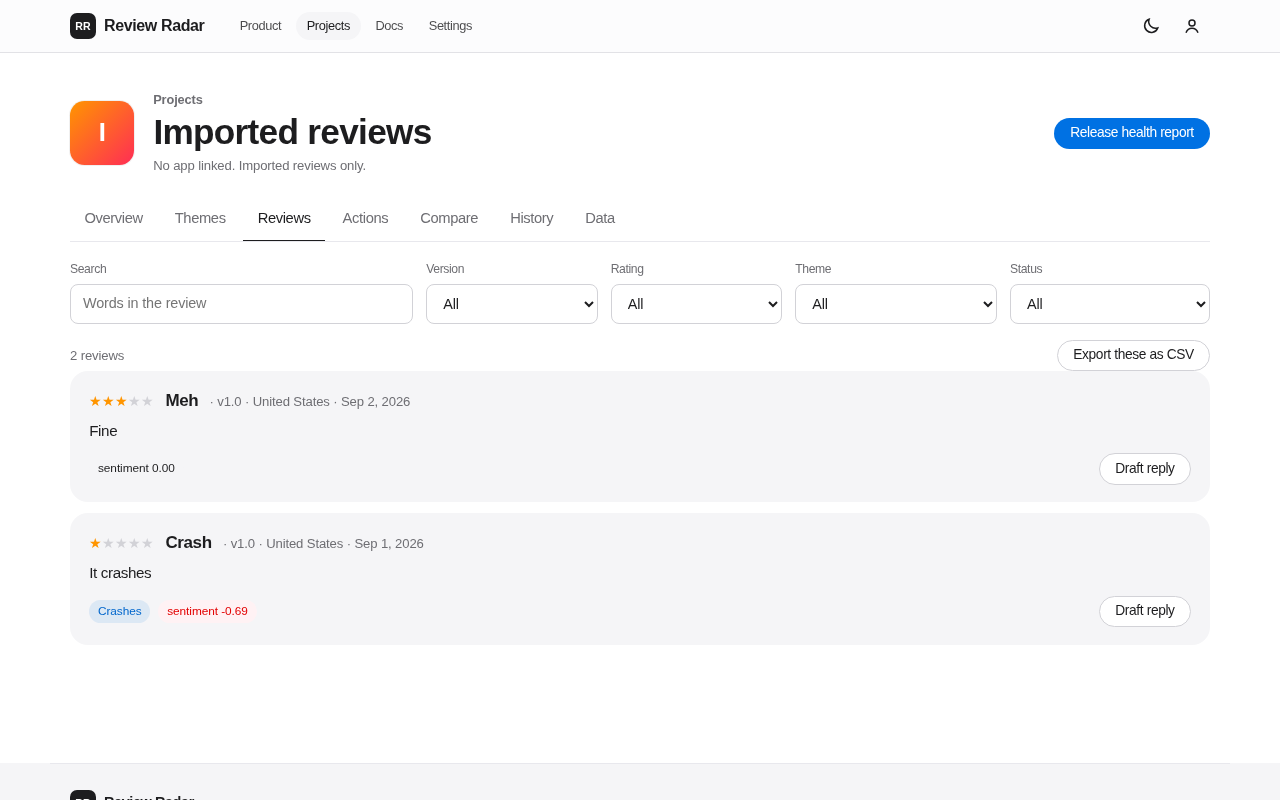 RR Review Radar Product Projects Docs Settings
I
Projects
Imported reviews
No app linked. Imported reviews only.
Release health report
Overview Themes Reviews Actions Compare History Data
Search Version Rating Theme Status
Words in the review All All All All
2 reviews Export these as CSV
★★★★★ Meh · v1.0 · United States · Sep 2, 2026
Fine
sentiment 0.00 Draft reply
★★★★★ Crash · v1.0 · United States · Sep 1, 2026
It crashes
Crashes sentiment -0.69 Draft reply
RR Review Radar